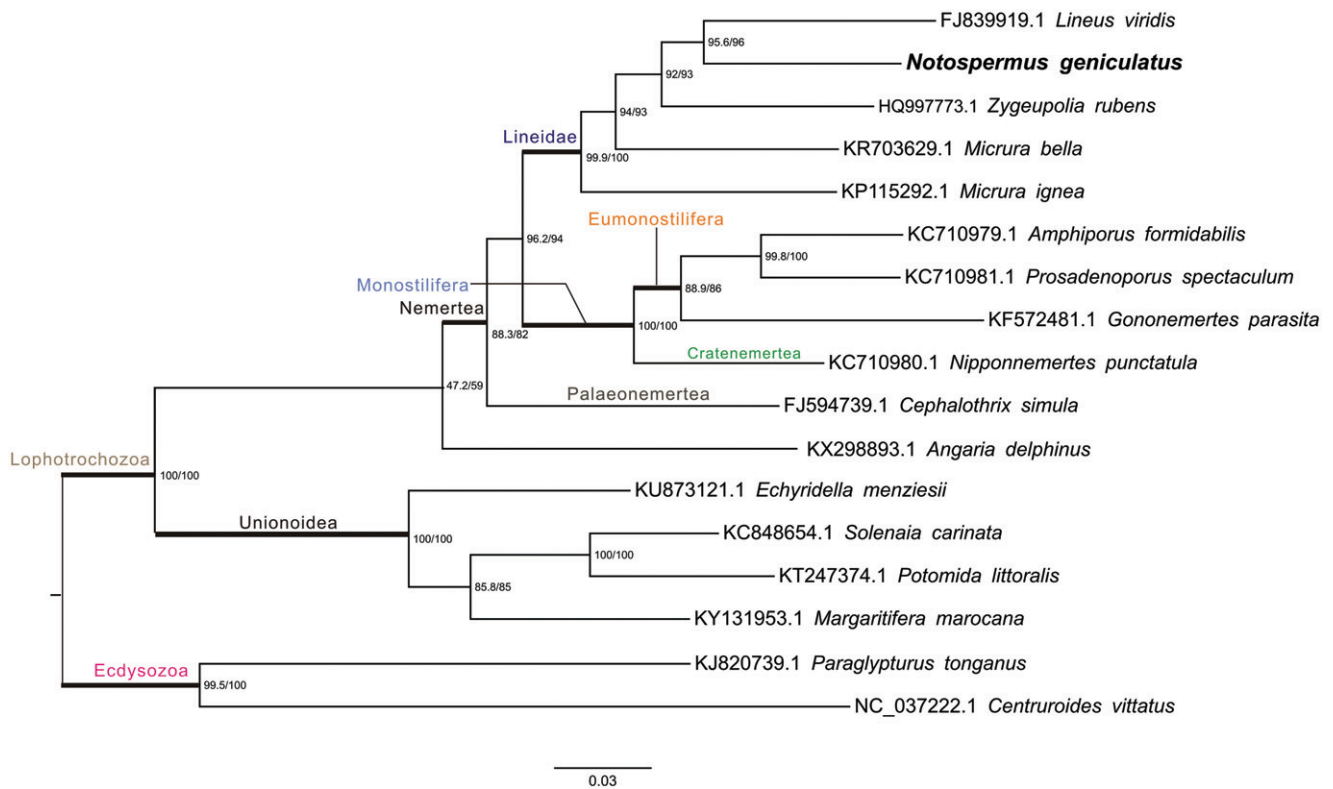 FJ839919.1 Lineus viridis
95.6/96
Notospermus geniculatus
92/93
HQ997773.1 Zygeupolia rubens
94/93
Lineidae
KR703629.1 Micrura bella
99.9/100
KP115292.1 Micrura ignea
Eumonostilifera
KC710979.1 Amphiporus formidabilis
96.2/94
99.8/100
KC710981.1 Prosadenoporus spectaculum
Monostilifera
88.9/86
Nemertea
KF572481.1 Gononemertes parasita
88.3/82
100/100
Cratenemertea
KC710980.1 Nipponnemertes punctatula
47.2/59
Palaeonemertea
FJ594739.1 Cephalothrix simula
KX298893.1 Angaria delphinus
Lophotrochozoa
100/100
KU873121.1 Echyridella menziesii
Unionoidea
KC848654.1 Solenaia carinata
100/100
100/100
KT247374.1 Potomida littoralis
85.8/85
KY131953.1 Margaritifera marocana
Ecdysozoa
KJ820739.1 Paraglypturus tonganus
99.5/100
NC_037222.1 Centruroides vittatus
0.03